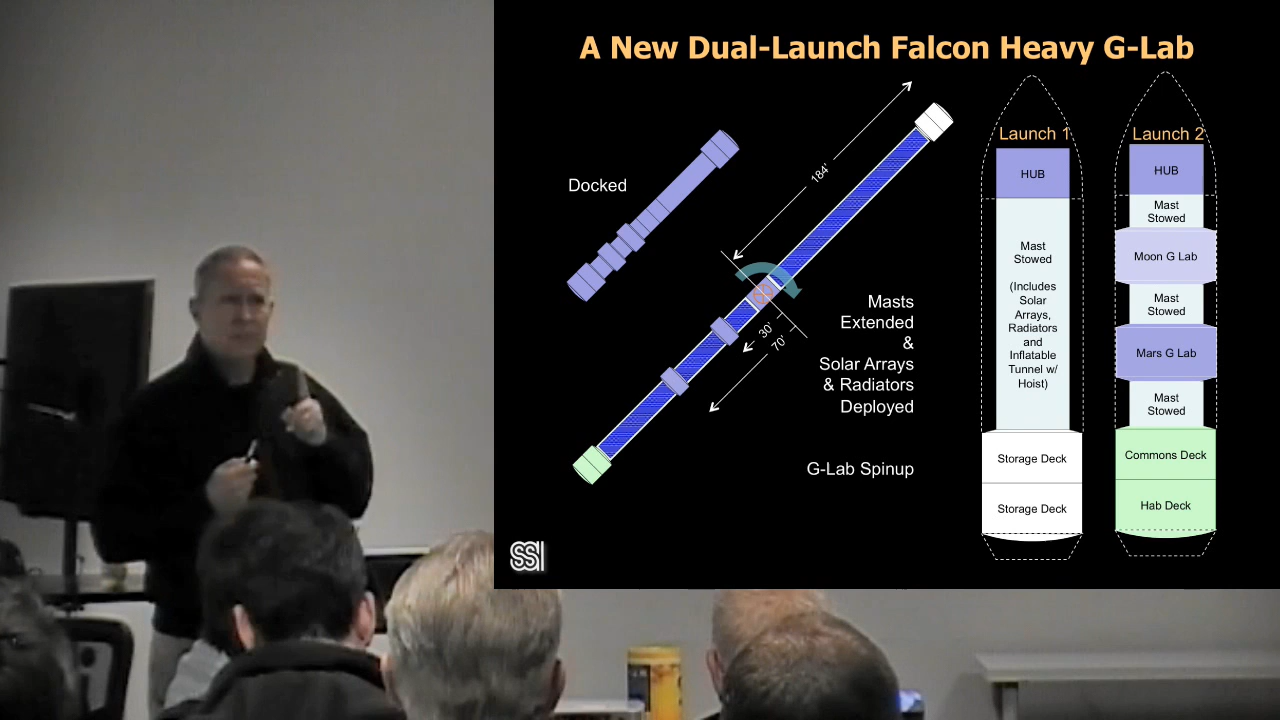 A New Dual-Launch Falcon Heavy G-Lab
Docked
184'
30'
70'
Masts
Extended
&
Solar Arrays
& Radiators
Deployed
G-Lab Spinup
Launch 1
HUB
Mast
Stowed
(Includes
Solar
Arrays,
Radiators
and
Inflatable
Tunnel w/
Hoist)
Storage Deck
Storage Deck
Launch 2
HUB
Mast
Stowed
Moon G Lab
Mast
Stowed
Mars G Lab
Mast
Stowed
Commons Deck
Hab Deck
SSI